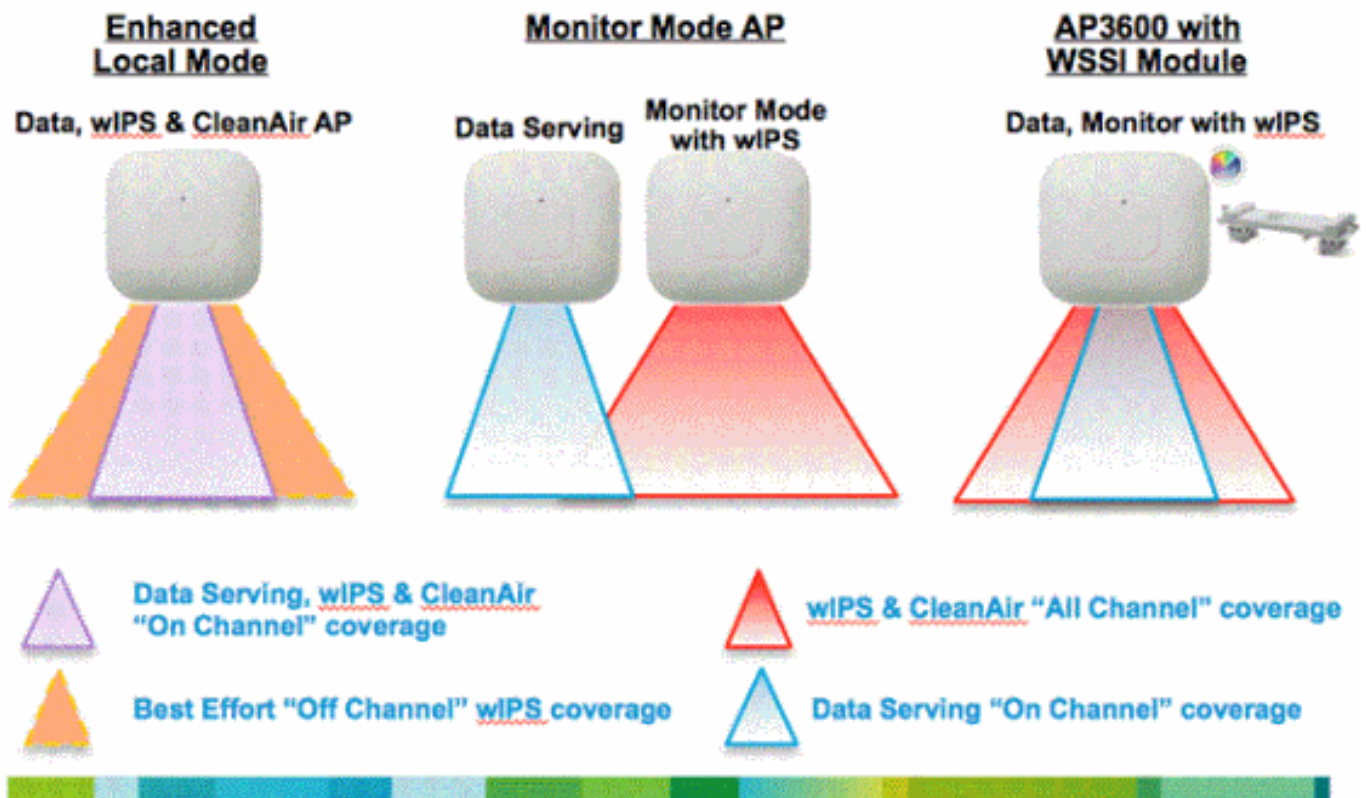 Enhanced
Local Mode
Data, wIPS & CleanAir AP
Monitor Mode AP
Data Serving
Monitor Mode
with wIPS
AP3600 with
WSSI Module
Data, Monitor with wIPS
Data Serving, wIPS & CleanAir
“On Channel” coverage
wIPS & CleanAir “All Channel” coverage
Best Effort “Off Channel” wIPS coverage
Data Serving “On Channel” coverage